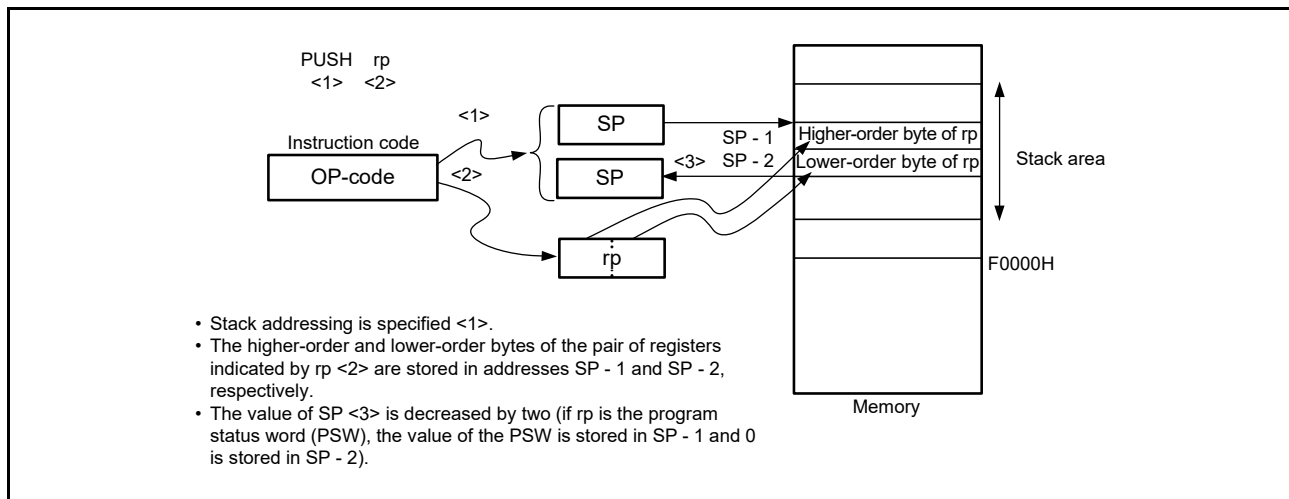 PUSH rp
<1> <2>
<1>
Instruction code
OP-code
<2>
SP
SP
<3>
SP - 1
SP - 2
rp
Higher-order byte of rp
Lower-order byte of rp
Stack area
F0000H
Memory
• Stack addressing is specified <1>.
• The higher-order and lower-order bytes of the pair of registers
indicated by rp <2> are stored in addresses SP - 1 and SP - 2,
respectively.
• The value of SP <3> is decreased by two (if rp is the program
status word (PSW), the value of the PSW is stored in SP - 1 and 0
is stored in SP - 2).